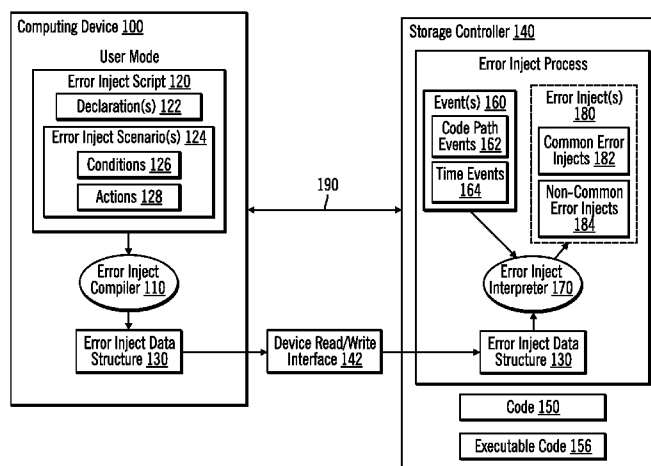 Computing Device 100
User Mode
Error Inject Script 120
Declaration(s) 122
Error Inject Scenario(s) 124
Conditions 126
Actions 128
Error Inject
Compiler 110
Error Inject Data
Structure 130
190
Device Read/Write
Interface 142
Storage Controller 140
Error Inject Process
Event(s) 160
Code Path
Events 162
Time Events
164
Error Inject(s)
180
Common Error
Injects 182
Non-Common
Error Injects
184
Error Inject
Interpreter 170
Error Inject Data
Structure 130
Code 150
Executable Code 156